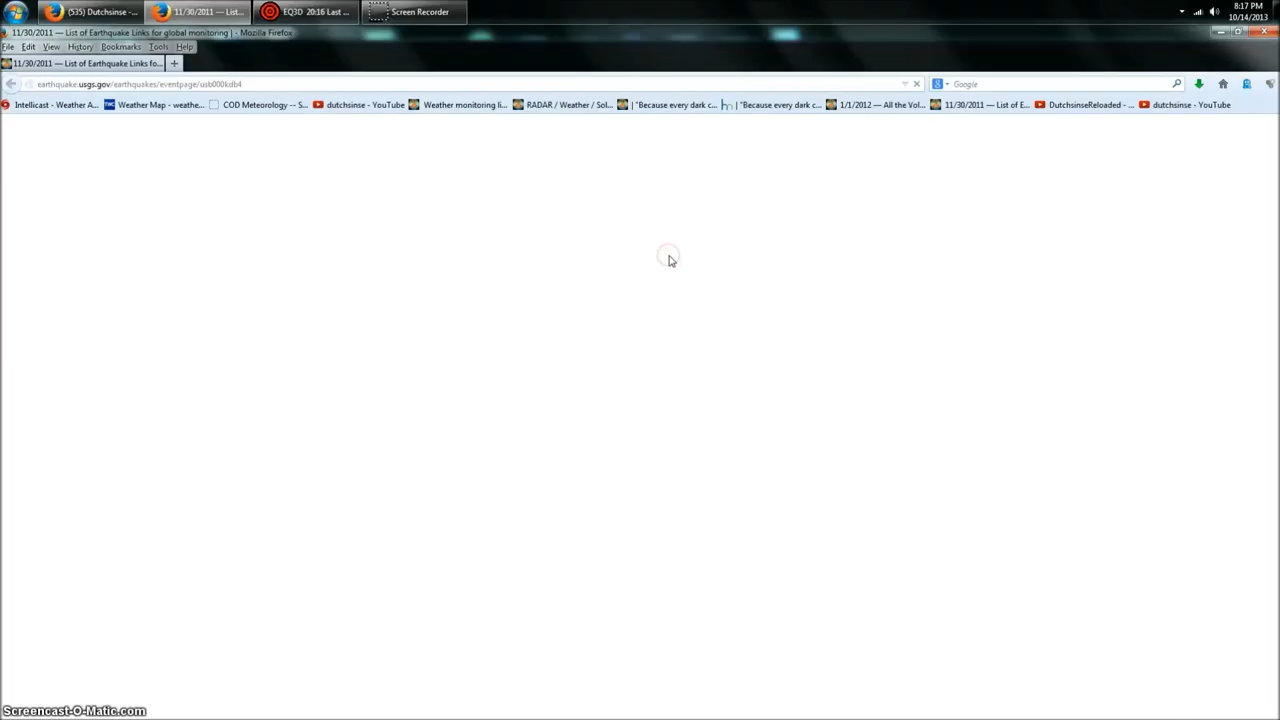 (535) Dutchsinse -...
11/30/2011 — List...
EQ3D 20:16 Last ...
Screen Recorder
8:17 PM
10/14/2013
11/30/2011 — List of Earthquake Links for global monitoring | - Mozilla Firefox
File Edit View History Bookmarks Tools Help
11/30/2011 — List of Earthquake Links fo... +
earthquake.usgs.gov/earthquakes/eventpage/usb000kdb4
Google
Intellicast - Weather A... Weather Map - weathe... COD Meteorology -- S... dutchsinse - YouTube Weather monitoring li... RADAR / Weather / Sol... | "Because every dark c... | "Because every dark c... 1/1/2012 — All the Vol... 11/30/2011 — List of E... DutchsinseReloaded - ... dutchsinse - YouTube
Screencast-O-Matic.com